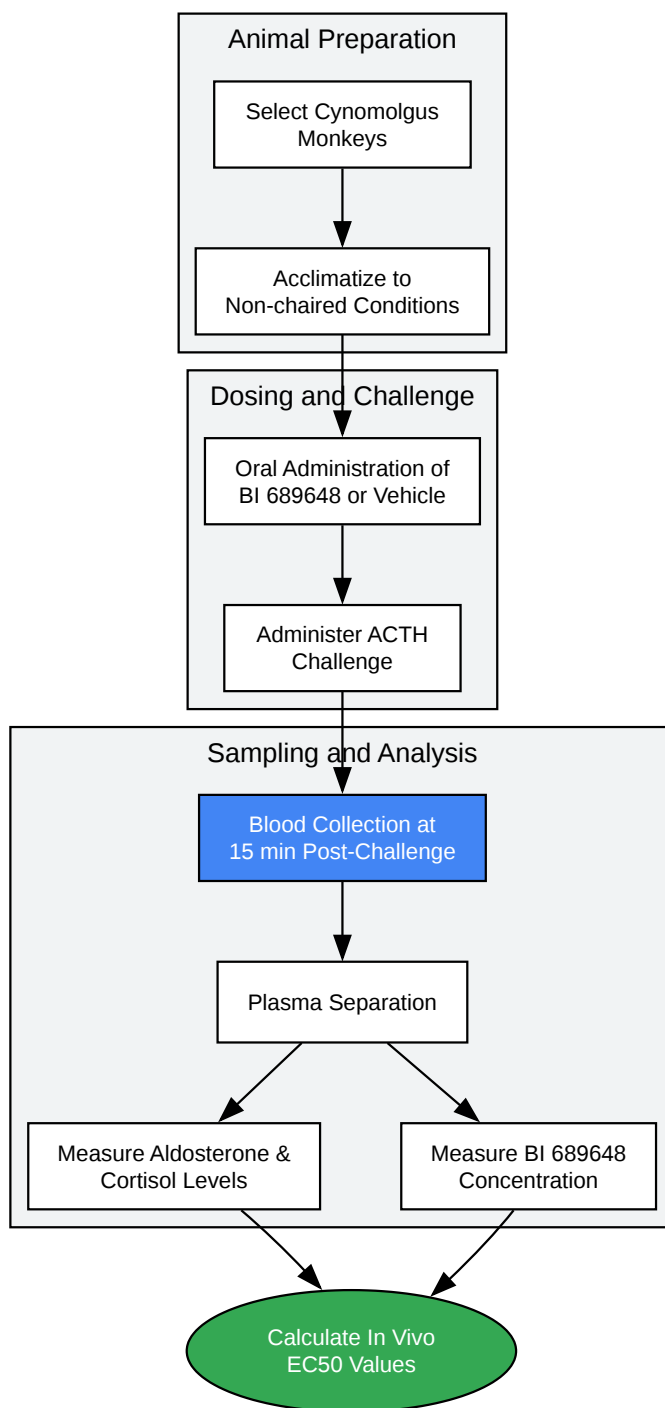 Animal Preparation
Select Cynomolgus
Monkeys
Acclimatize to
Non-chaired Conditions
Dosing and Challenge
Oral Administration of
BI 689648 or Vehicle
Administer ACTH
Challenge
Sampling and Analysis
Blood Collection at
15 min Post-Challenge
Plasma Separation
Measure Aldosterone &
Cortisol Levels
Measure BI 689648
Concentration
Calculate In Vivo
EC50 Values